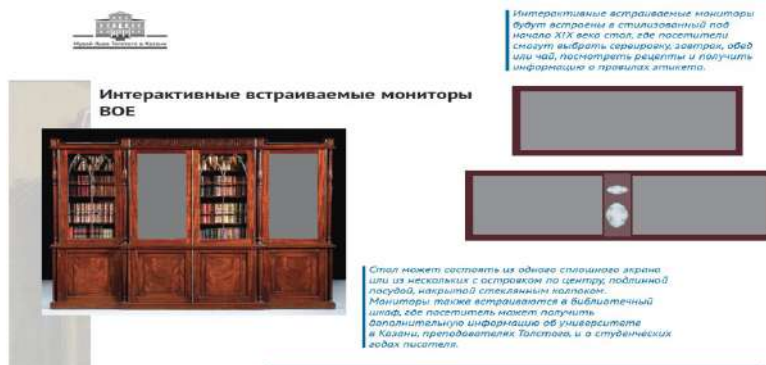 Музей Льва Толстого в Казани
Интерактивные встраиваемые мониторы
BOE
Интерактивные встраиваемые мониторы
будут встроены в стилизованный под
начало XIX века стол, где посетители
смогут выбрать сервировку, завтрак, обед
или чай, посмотреть рецепты и получить
информацию о правилах этикета.
Стол может состоять из одного сплошного экрана
или из нескольких с островком по центру, подлинной
посудой, накрытой стеклянным колпаком.
Мониторы также встраиваются в библиотечный
шкаф, где посетитель может получить
дополнительную информацию об университете
в Казани, преподавателях Толстого, и о студенческих
годах писателя.